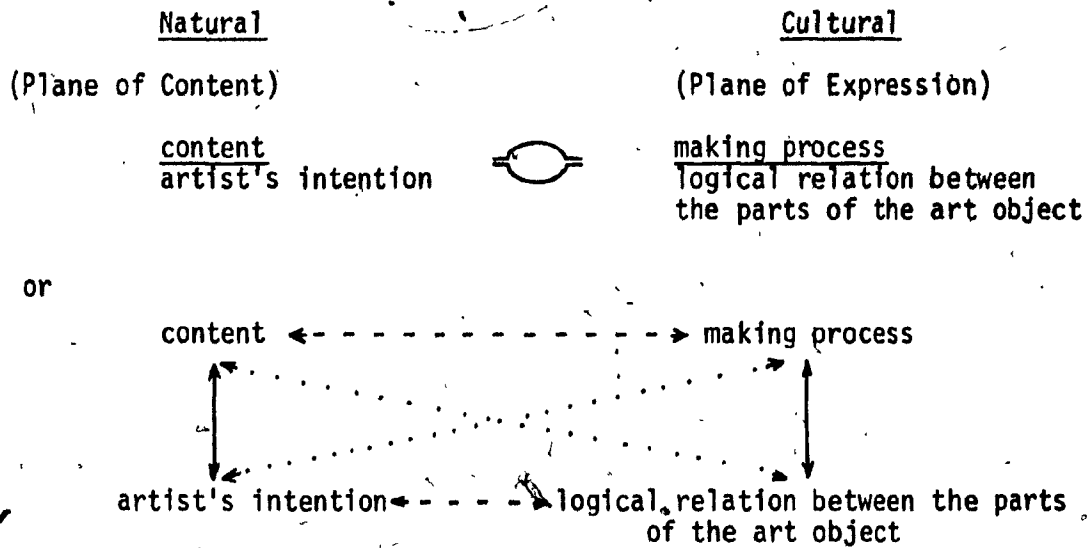 Natural Cultural
(Plane of Content) (Plane of Expression)
content making process
artist's intention logical relation between
the parts of the art object
or
content making process
artist's intention logical relation between the parts
of the art object